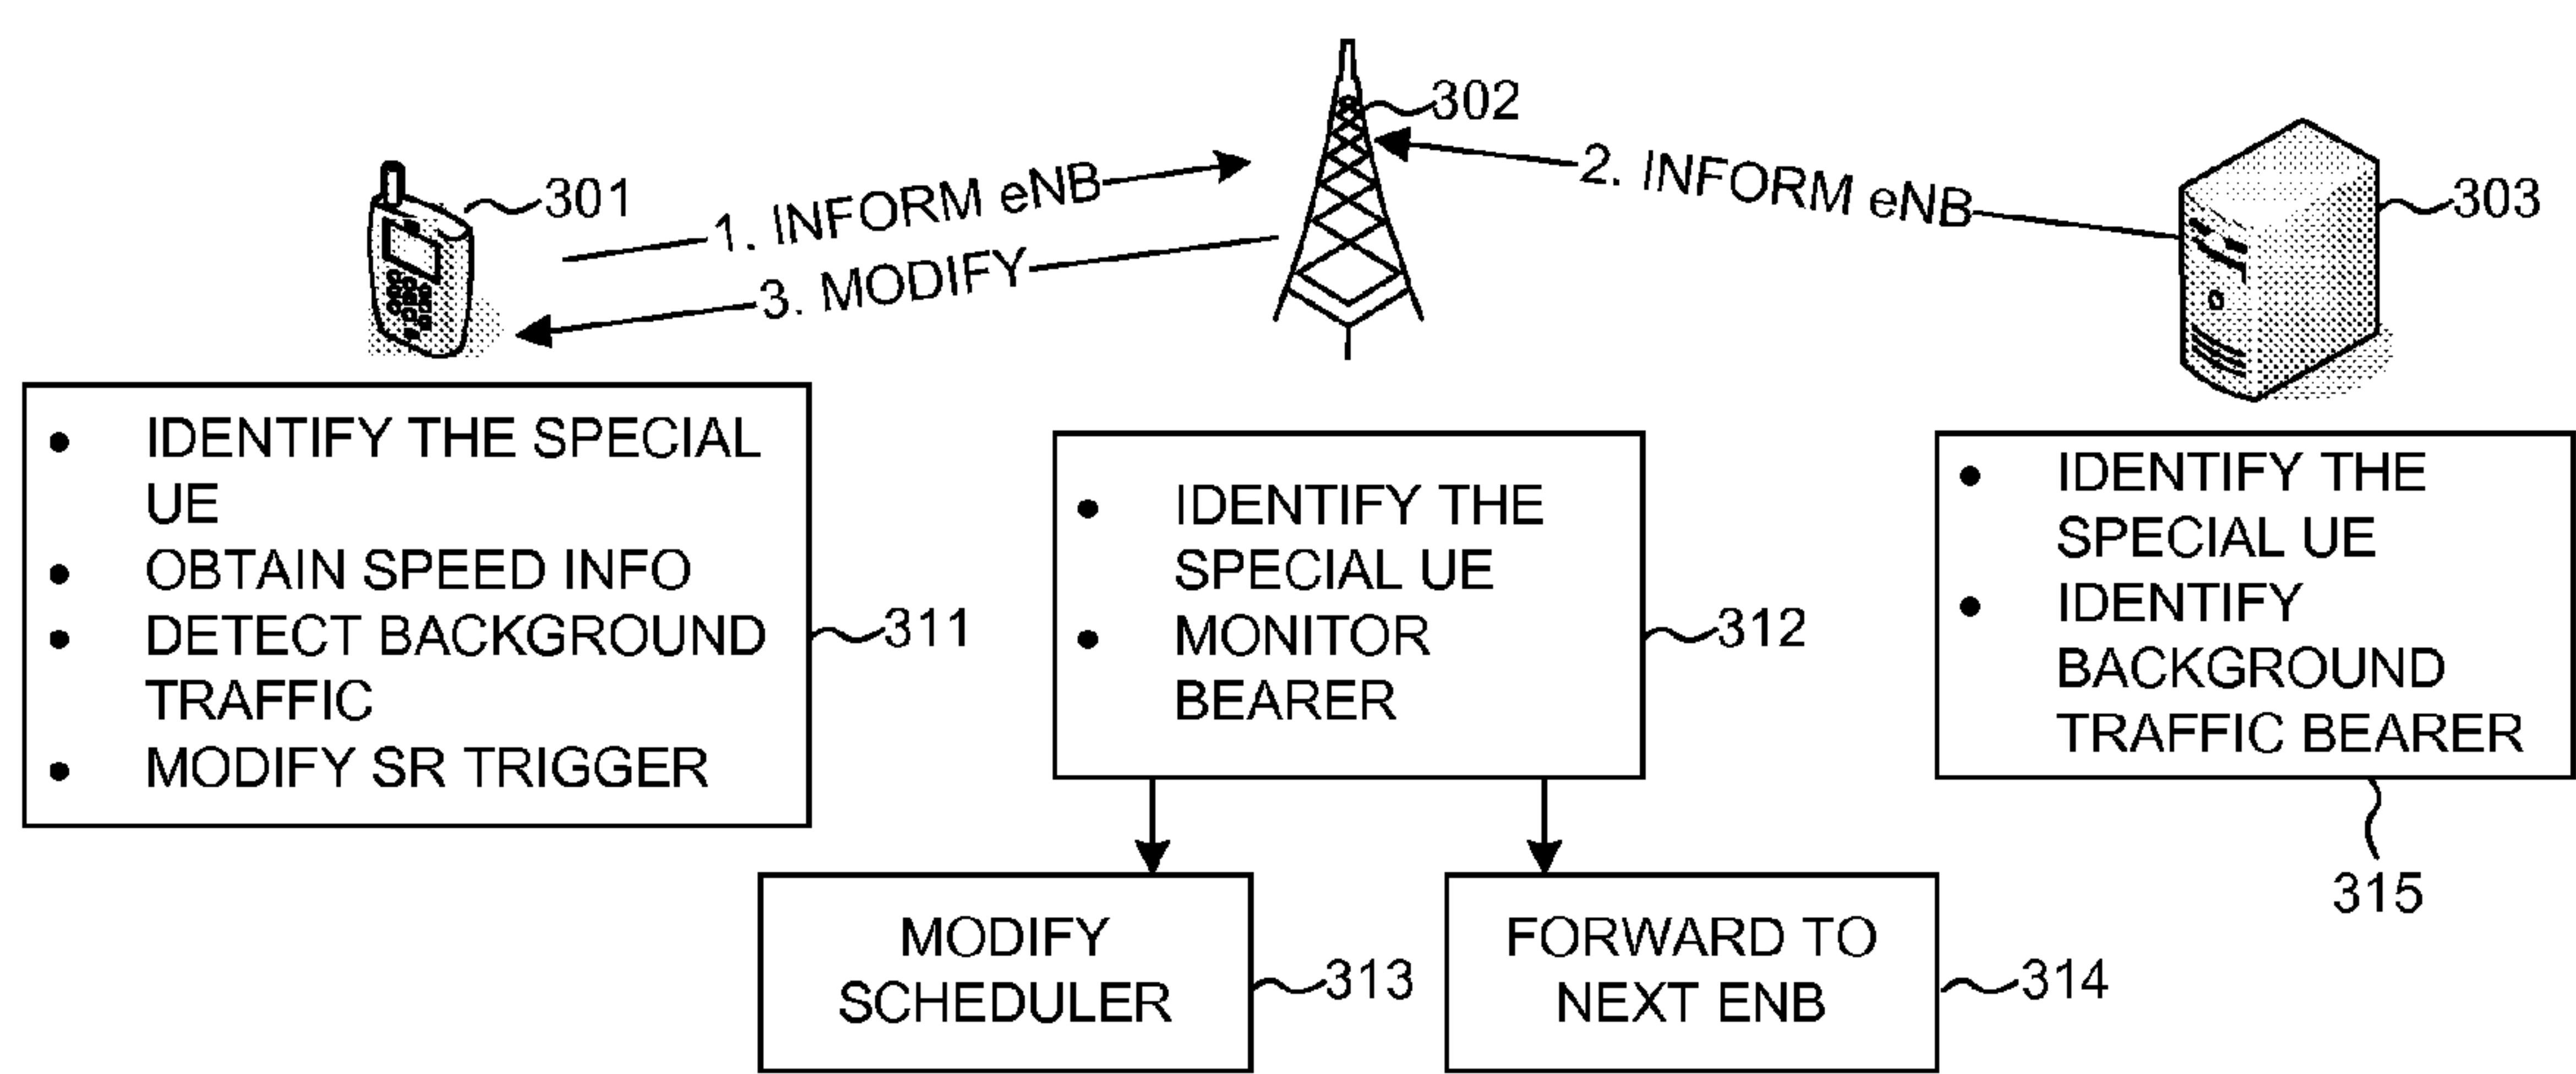 302
301
303
1. INFORM eNB
2. INFORM eNB
3. MODIFY
• IDENTIFY THE SPECIAL
UE
• OBTAIN SPEED INFO
• DETECT BACKGROUND
TRAFFIC
• MODIFY SR TRIGGER
311
• IDENTIFY THE
SPECIAL UE
• MONITOR
BEARER
312
• IDENTIFY THE
SPECIAL UE
• IDENTIFY
BACKGROUND
TRAFFIC BEARER
315
MODIFY
SCHEDULER
313
FORWARD TO
NEXT ENB
314